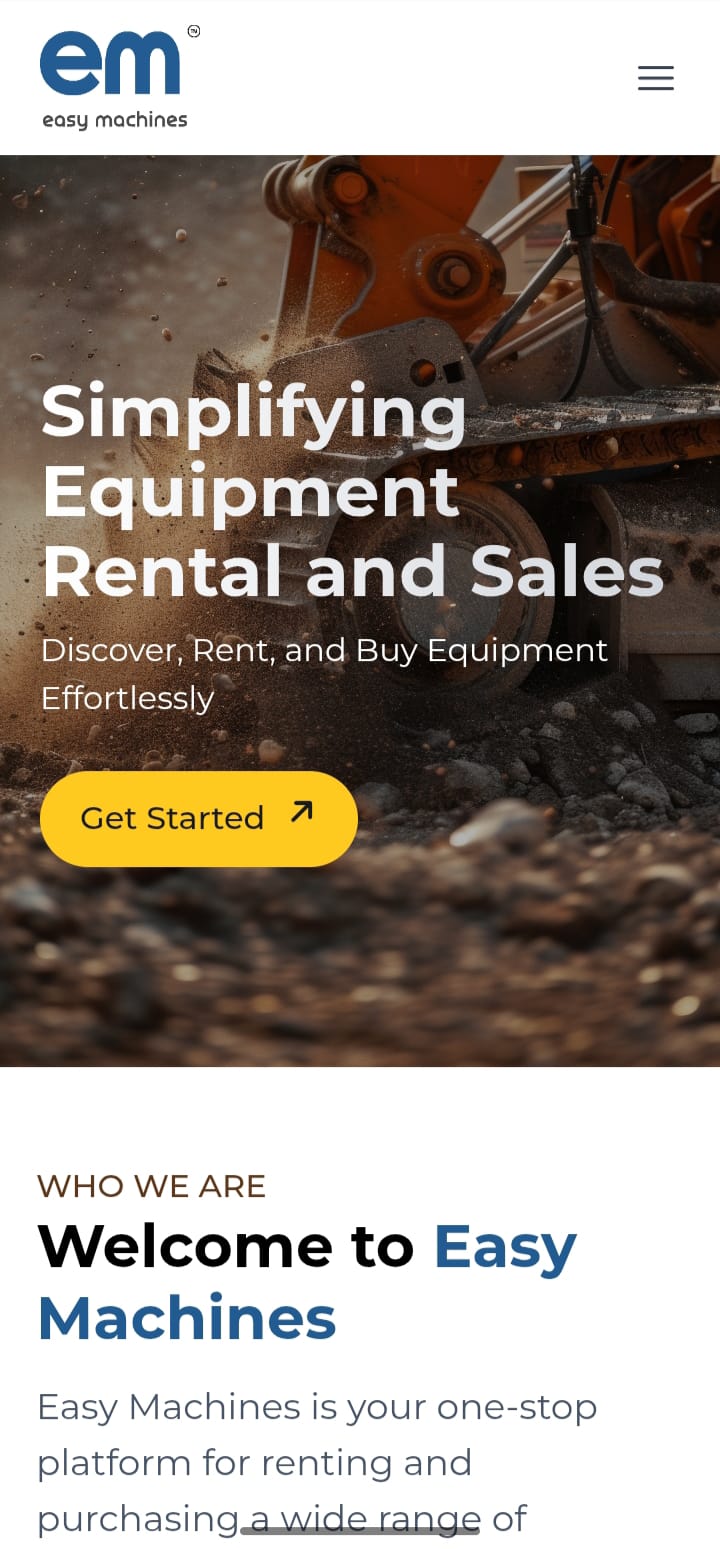 em
TM
easy machines
Simplifying
Equipment
Rental and Sales
Discover, Rent, and Buy Equipment
Effortlessly
Get Started
WHO WE ARE
Welcome to Easy
Machines
Easy Machines is your one-stop
platform for renting and
purchasing a wide range of